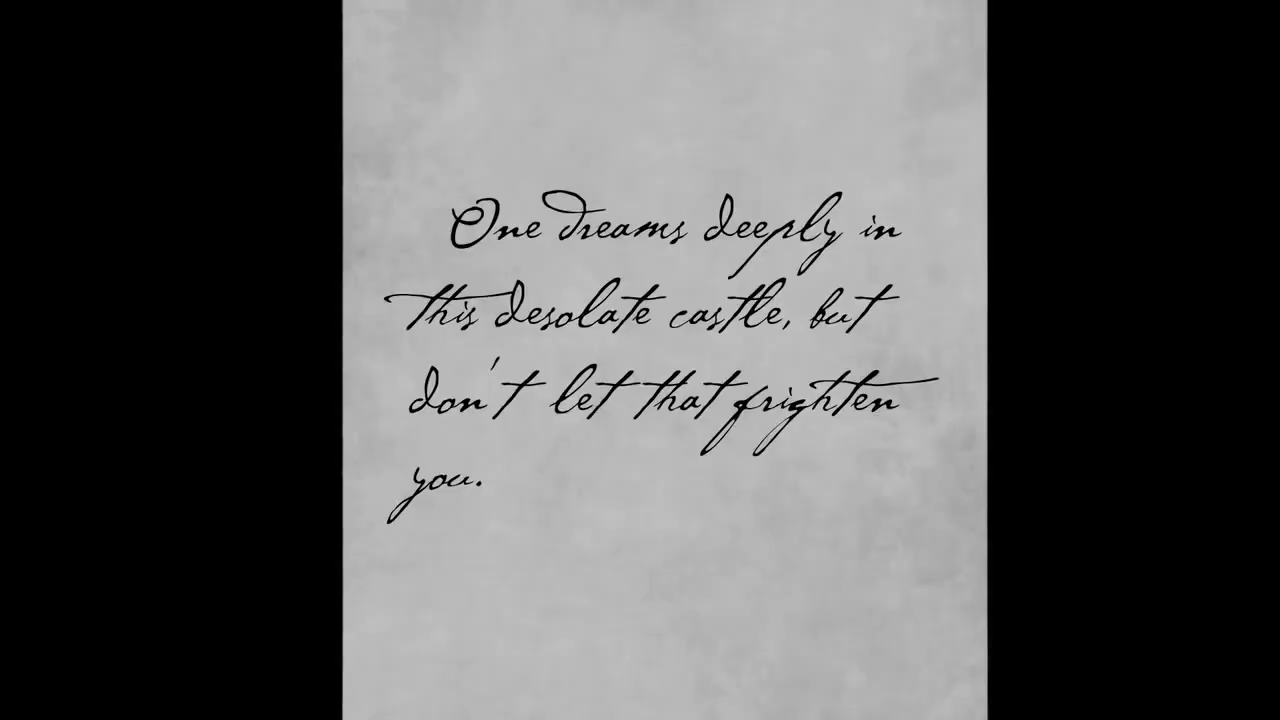 One dreams deeply in
this desolate castle, but
don't let that frighten
you.